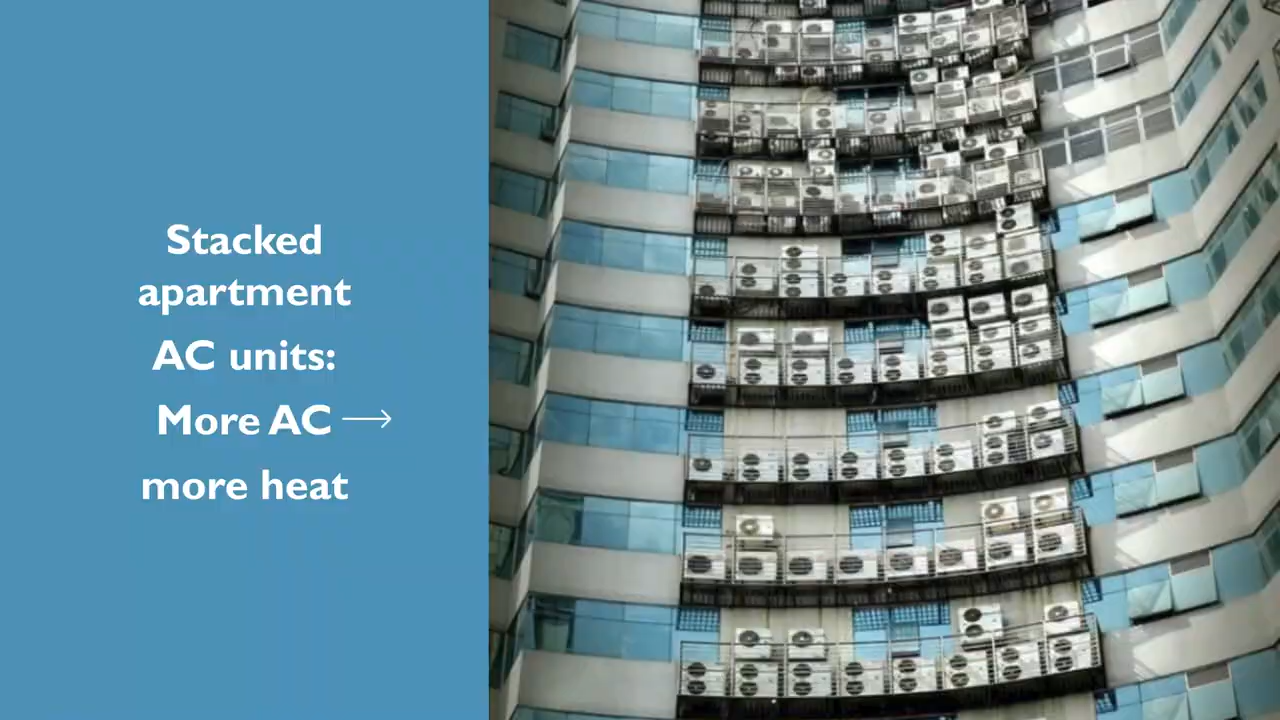 Stacked
apartment
AC units:
More AC →
more heat